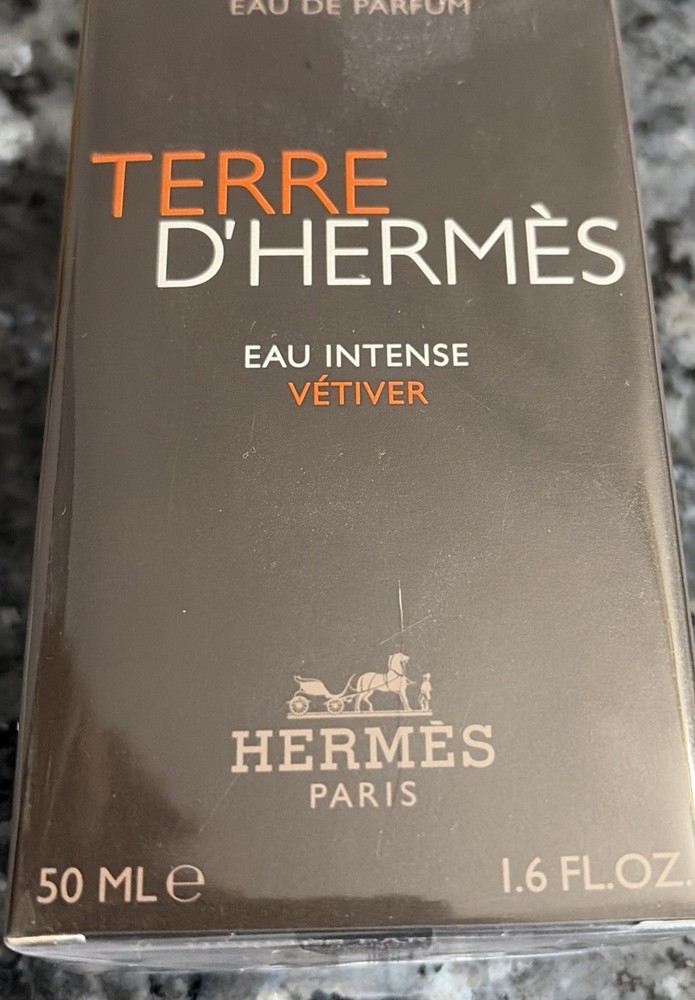 EAU DE PARFUM
TERRE
D'HERMÈS
EAU INTENSE
VÉTIVER
HERMÈS
PARIS
50 ML ℮ 1.6 FL.OZ.